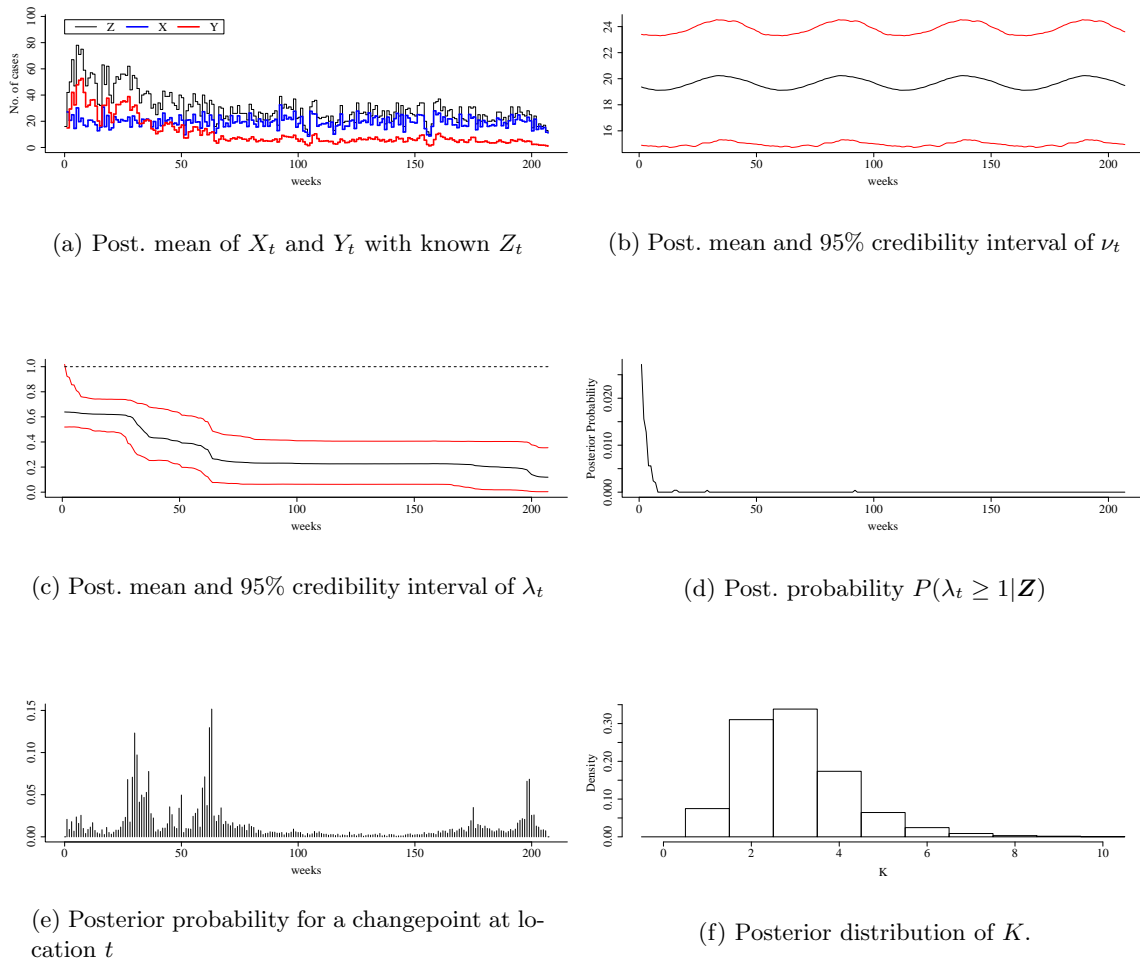 Z X Y
No. of cases
0 20 40 60 80 100
0 50 100 150 200
weeks
16 18 20 22 24
0 50 100 150 200
weeks
(a) Post. mean of X_t and Y_t with known Z_t
(b) Post. mean and 95% credibility interval of ν_t
0.0 0.2 0.4 0.6 0.8 1.0
0 50 100 150 200
weeks
Posterior Probability
0.000 0.010 0.020
0 50 100 150 200
weeks
(c) Post. mean and 95% credibility interval of λ_t
(d) Post. probability P(λ_t ≥ 1|Z)
0.00 0.05 0.10 0.15
0 50 100 150 200
weeks
Density
0.00 0.10 0.20 0.30
0 2 4 6 8 10
K
(e) Posterior probability for a changepoint at lo-
cation t
(f) Posterior distribution of K.